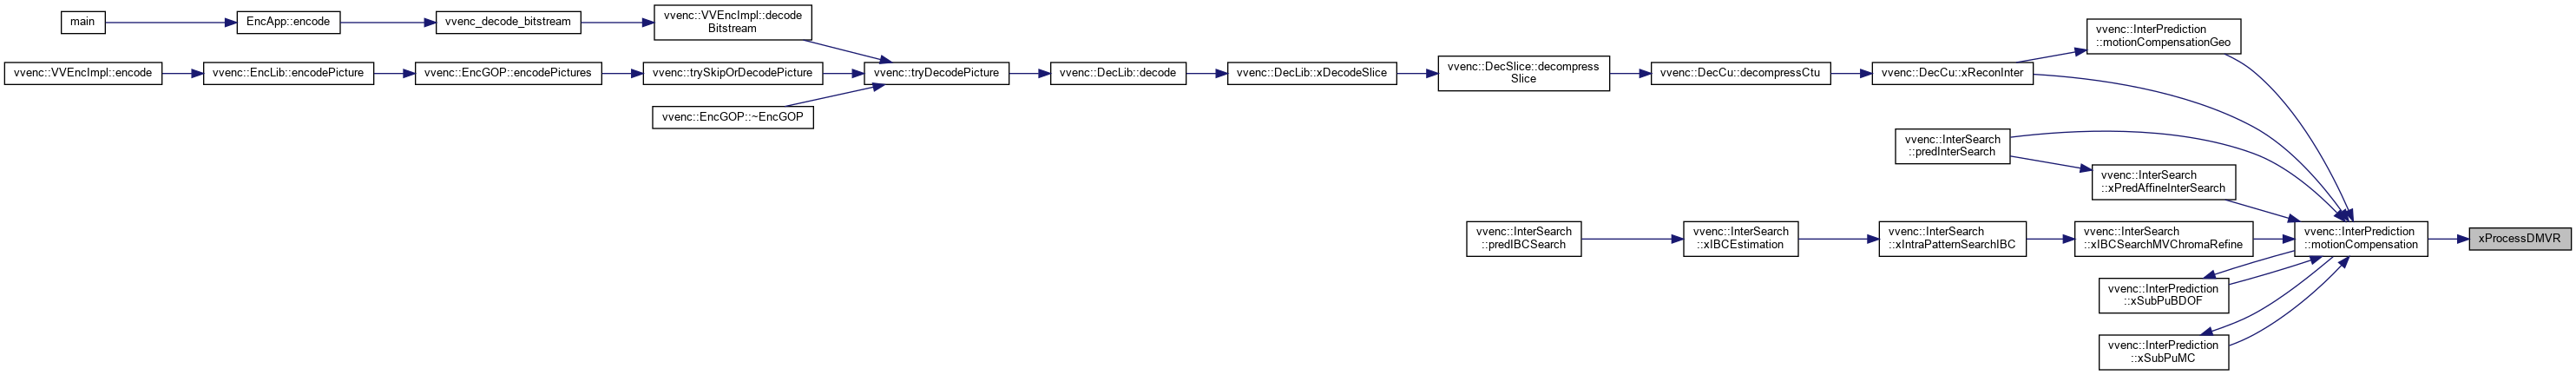 main
EncApp::encode
vvenc_decode_bitstream
vvenc::VVEncImpl::decode
Bitstream
vvenc::InterPrediction
::motionCompensationGeo
vvenc::VVEncImpl::encode
vvenc::EncLib::encodePicture
vvenc::EncGOP::encodePictures
vvenc::trySkipOrDecodePicture
vvenc::tryDecodePicture
vvenc::DecLib::decode
vvenc::DecLib::xDecodeSlice
vvenc::DecSlice::decompress
Slice
vvenc::DecCu::decompressCtu
vvenc::DecCu::xReconInter
vvenc::EncGOP::~EncGOP
vvenc::InterSearch
::predInterSearch
vvenc::InterSearch
::xPredAffineInterSearch
vvenc::InterSearch
::predIBCSearch
vvenc::InterSearch
::xIBCEstimation
vvenc::InterSearch
::xIntraPatternSearchIBC
vvenc::InterSearch
::xIBCSearchMVChromaRefine
vvenc::InterPrediction
::motionCompensation
xProcessDMVR
vvenc::InterPrediction
::xSubPuBDOF
vvenc::InterPrediction
::xSubPuMC